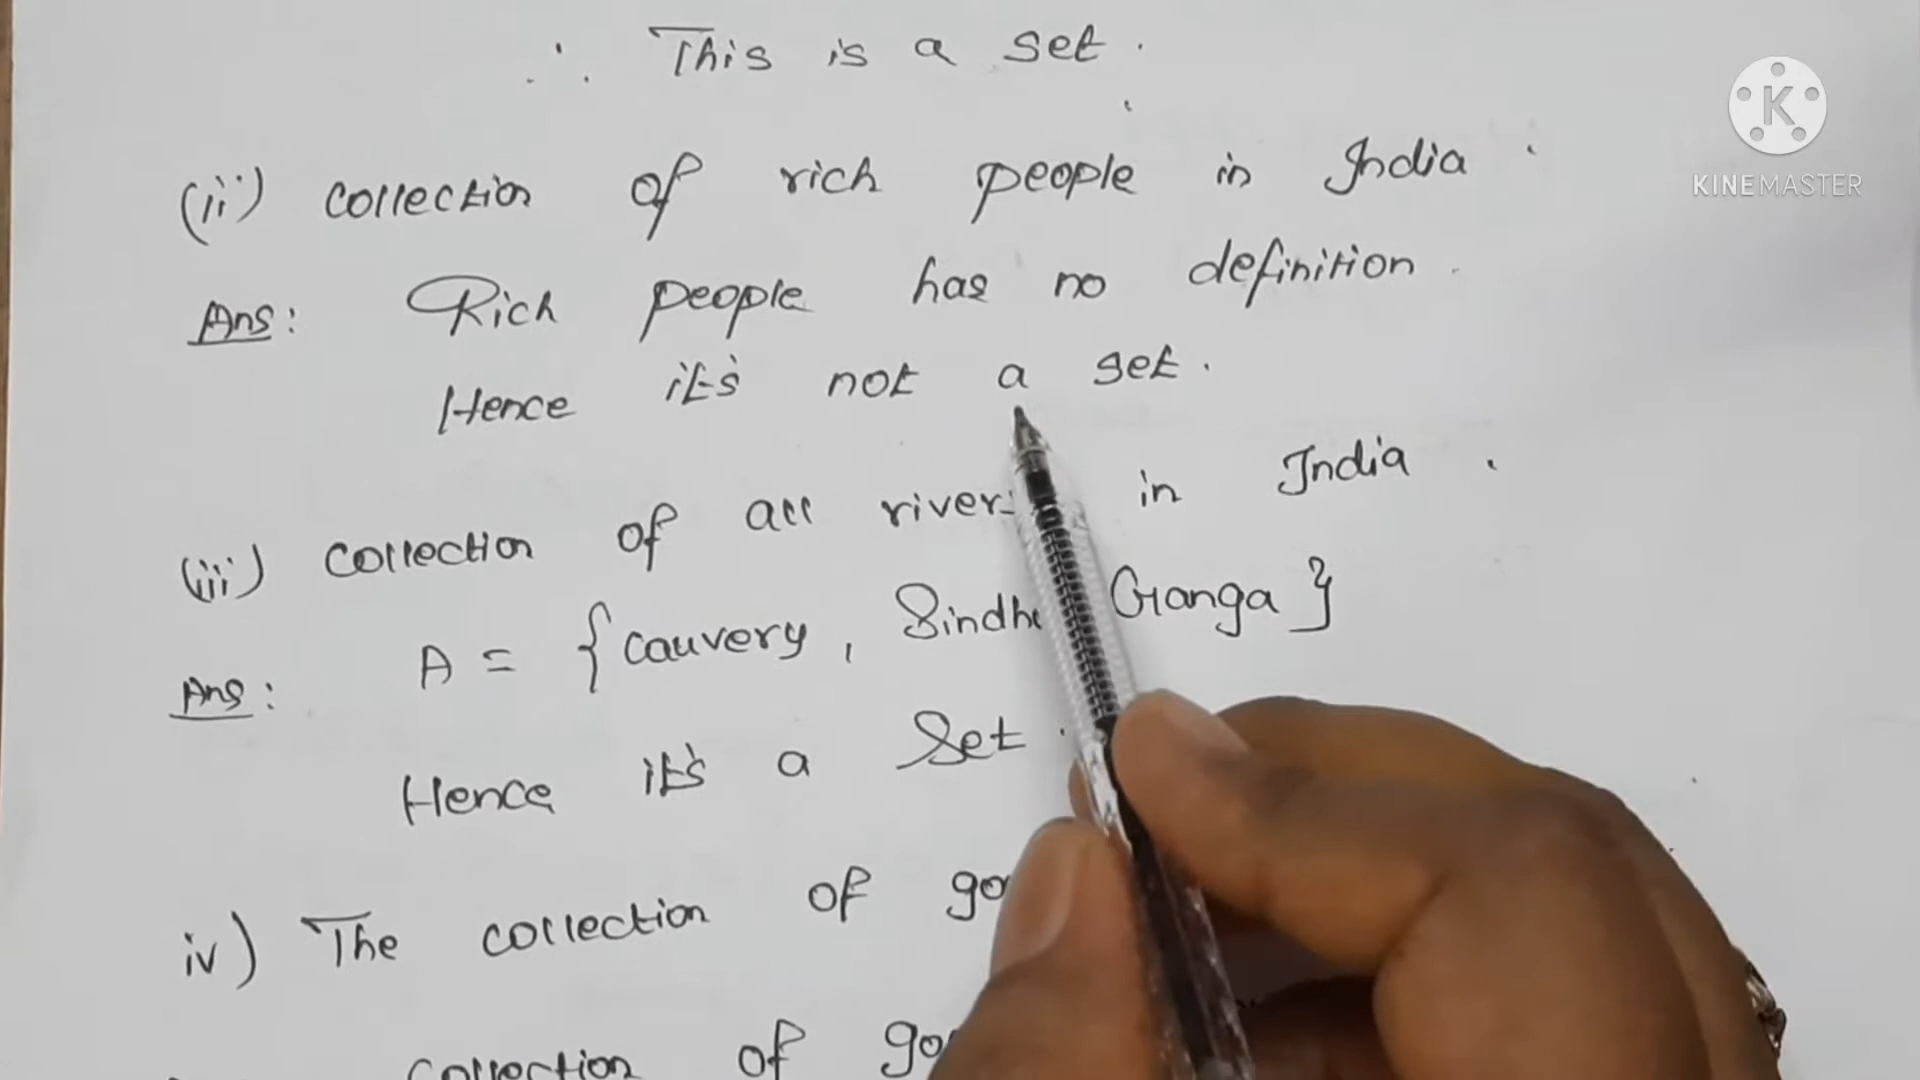 ∴ This is a set.
K
KINEMASTER
(ii) collection of rich people in India.
Ans: Rich people has no definition.
Hence it's not a set.
(iii) collection of all rivers in India.
Ans: A = {cauvery, Sindhu Ganga}
Hence it's a Set.
iv) The collection of
collection of